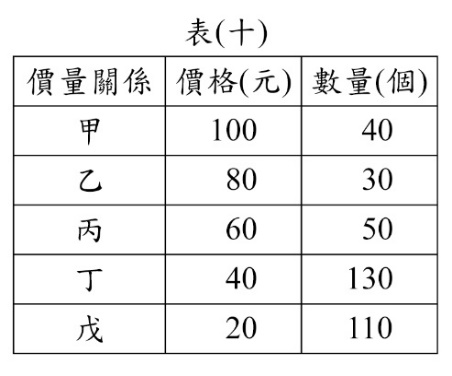 表(十)
價量關係 價格(元) 數量(個)
甲 100 40
乙 80 30
丙 60 50
丁 40 130
戊 20 110